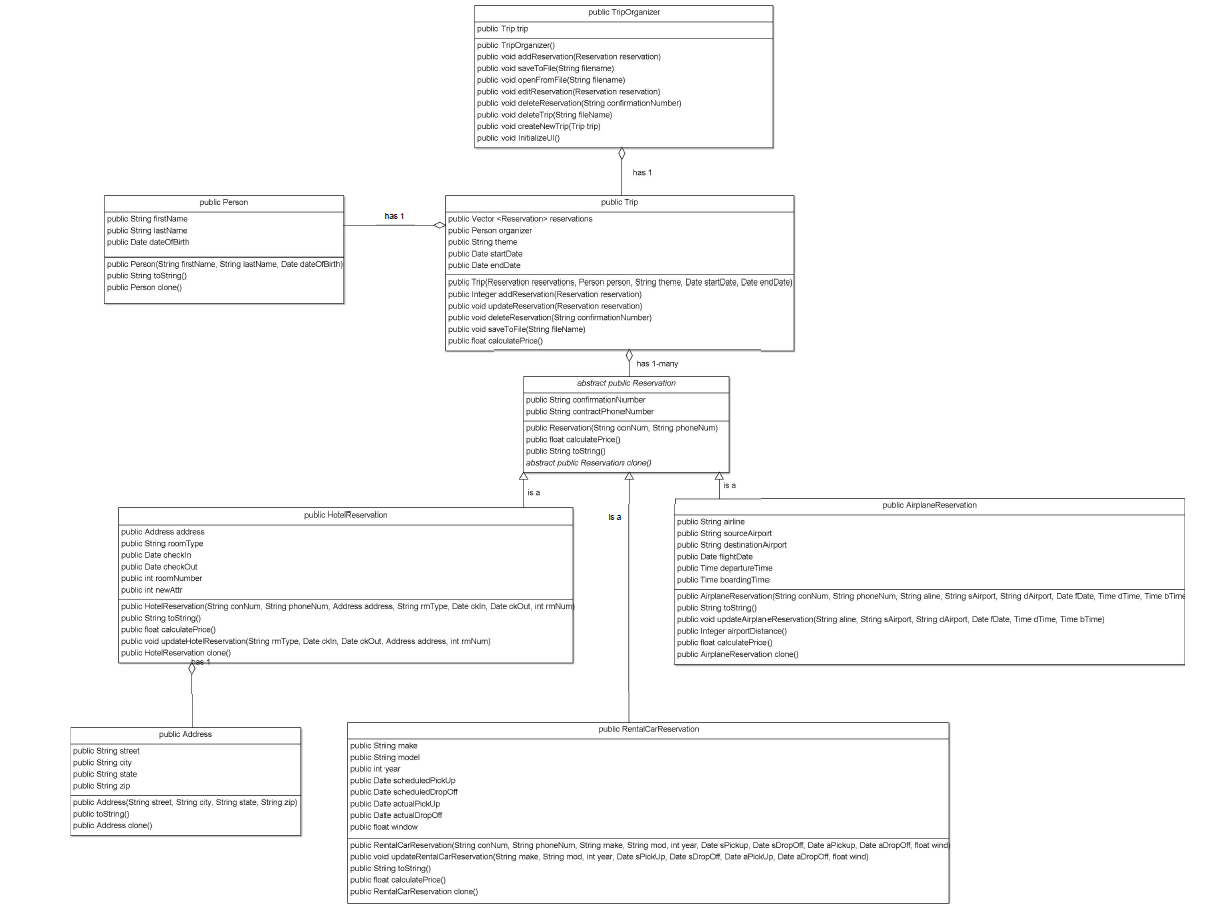 public TripOrganizer
public Trip trip
public TripOrganizer()
public void addReservation(Reservation reservation)
public void saveToFile(String filename)
public void openFromFile(String filename)
public void editReservation(Reservation reservation)
public void deleteReservation(String confirmationNumber)
public void deleteTrip(String fileName)
public void createNewTrip(Trip trip)
public void InitializeUI()
has 1
public Person
public String firstName
public String lastName
public Date dateOfBirth
public Person(String firstName, String lastName, Date dateOfBirth)
public String toString()
public Person clone()
has 1
public Trip
public Vector <Reservation> reservations
public Person organizer
public String theme
public Date startDate
public Date endDate
public Trip(Reservation reservations, Person person, String theme, Date startDate, Date endDate)
public Integer addReservation(Reservation reservation)
public void updateReservation(Reservation reservation)
public void deleteReservation(String confirmationNumber)
public void saveToFile(String fileName)
public float calculatePrice()
has 1-many
abstract public Reservation
public String confirmationNumber
public String contractPhoneNumber
public Reservation(String conNum, String phoneNum)
public float calculatePrice()
public String toString()
abstract public Reservation clone()
is a
is a
is a
public HotelReservation
public Address address
public String roomType
public Date checkIn
public Date checkOut
public int roomNumber
public int newAttr
public HotelReservation(String conNum, String phoneNum, Address address, String rmType, Date ckIn, Date ckOut, int rmNum)
public String toString()
public float calculatePrice()
public void updateHotelReservation(String rmType, Date ckIn, Date ckOut, Address address, int rmNum)
public HotelReservation clone()
has 1
public AirplaneReservation
public String airline
public String sourceAirport
public String destinationAirport
public Date flightDate
public Time departureTime
public Time boardingTime
public AirplaneReservation(String conNum, String phoneNum, String aline, String sAirport, String dAirport, Date fDate, Time dTime, Time bTime
public String toString()
public void updateAirplaneReservation(String aline, String sAirport, String dAirport, Date fDate, Time dTime, Time bTime)
public Integer airportDistance()
public float calculatePrice()
public AirplaneReservation clone()
public Address
public String street
public String city
public String state
public String zip
public Address(String street, String city, String state, String zip)
public toString()
public Address clone()
public RentalCarReservation
public String make
public String model
public int year
public Date scheduledPickUp
public Date scheduledDropOff
public Date actualPickUp
public Date actualDropOff
public float window
public RentalCarReservation(String conNum, String phoneNum, String make, String mod, int year, Date sPickup, Date sDropOff, Date aPickup, Date aDropOff, float wind)
public void updateRentalCarReservation(String make, String mod, int year, Date sPickUp, Date sDropOff, Date aPickUp, Date aDropOff, float wind)
public String toString()
public float calculatePrice()
public RentalCarReservation clone()